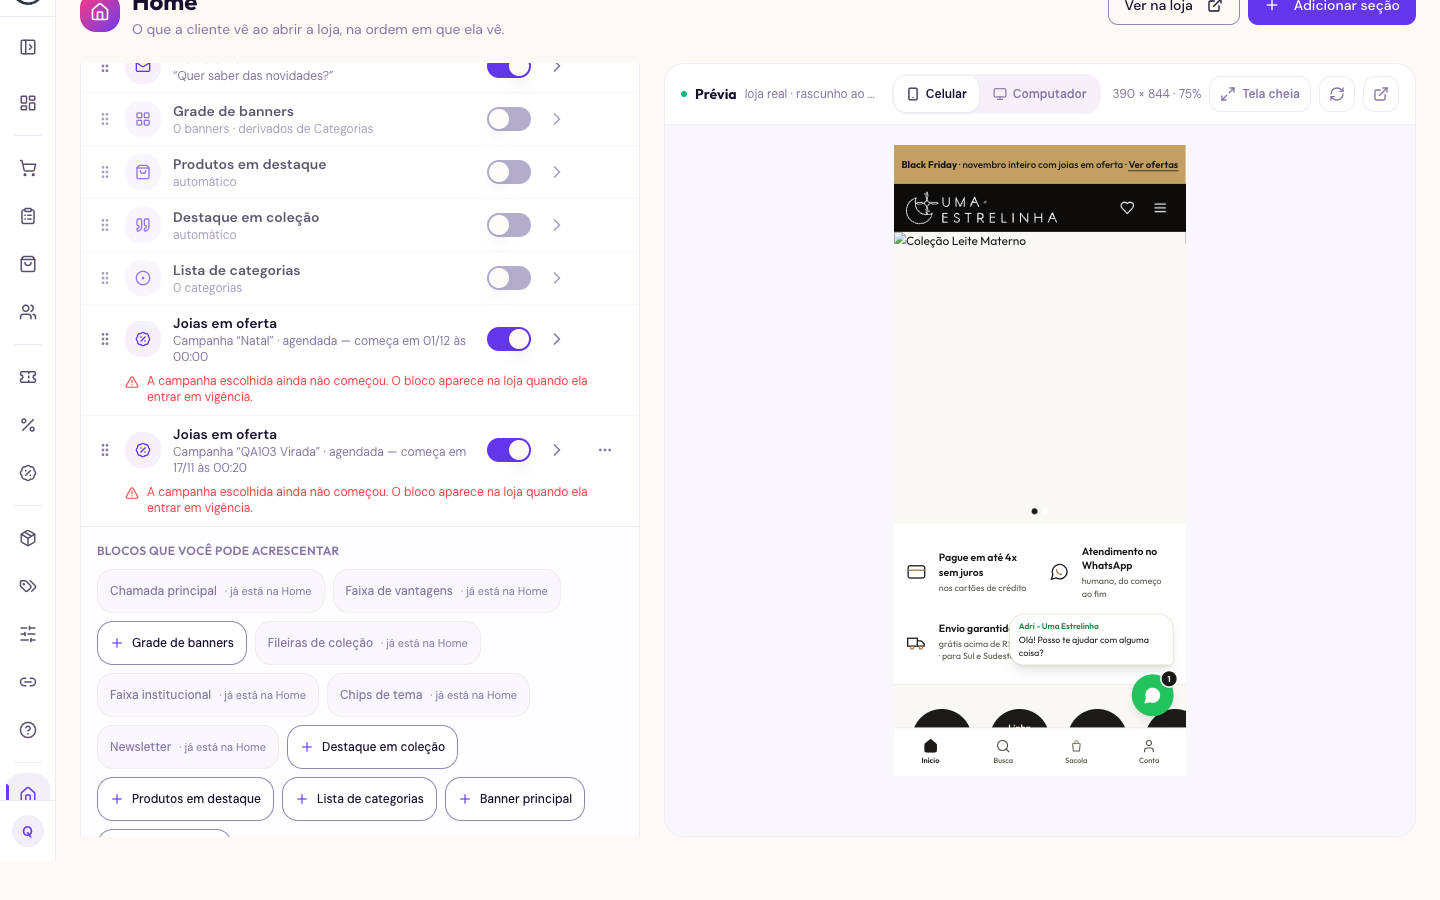 Home
O que a cliente vê ao abrir a loja, na ordem em que ela vê.
Ver na loja
Adicionar seção
“Quer saber das novidades?”
Grade de banners
0 banners · derivados de Categorias
Produtos em destaque
automático
Destaque em coleção
automático
Lista de categorias
0 categorias
Joias em oferta
Campanha “Natal” · agendada — começa em 01/12 às
00:00
A campanha escolhida ainda não começou. O bloco aparece na loja quando ela
entrar em vigência.
Joias em oferta
Campanha “QA103 Virada” · agendada — começa em
17/11 às 00:20
A campanha escolhida ainda não começou. O bloco aparece na loja quando ela
entrar em vigência.
BLOCOS QUE VOCÊ PODE ACRESCENTAR
Chamada principal · já está na Home
Faixa de vantagens · já está na Home
Grade de banners
Fileiras de coleção · já está na Home
Faixa institucional · já está na Home
Chips de tema · já está na Home
Newsletter · já está na Home
Destaque em coleção
Produtos em destaque
Lista de categorias
Banner principal
Q
Prévia
loja real · rascunho ao ...
Celular
Computador
390 × 844 · 75%
Tela cheia
Black Friday · novembro inteiro com joias em oferta · Ver ofertas
UMA
ESTRELINHA
Coleção Leite Materno
Pague em até 4x
sem juros
nos cartões de crédito
Atendimento no
WhatsApp
humano, do começo
ao fim
Envio garantid
grátis acima de R
· para Sul e Sudest
Adri - Uma Estrelinha
Olá! Posso te ajudar com alguma
coisa?
1
Início
Busca
Sacola
Conta